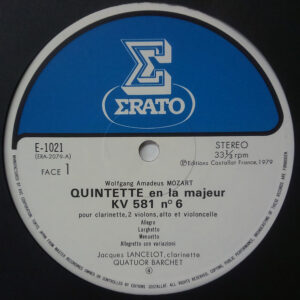 ERATO
E-1021
(ERA-2079-A)
FACE 1
STEREO
33⅓ rpm
℗ Editions Costallat France, 1979
Wolfgang Amadeus MOZART
QUINTETTE en la majeur
KV 581 nº 6
pour clarinette, 2 violons, alto et violoncelle
Allegro
Larghetto
Menuetto
Allegretto con variazioni
Jacques LANCELOT, clarinette
QUATUOR BARCHET
④